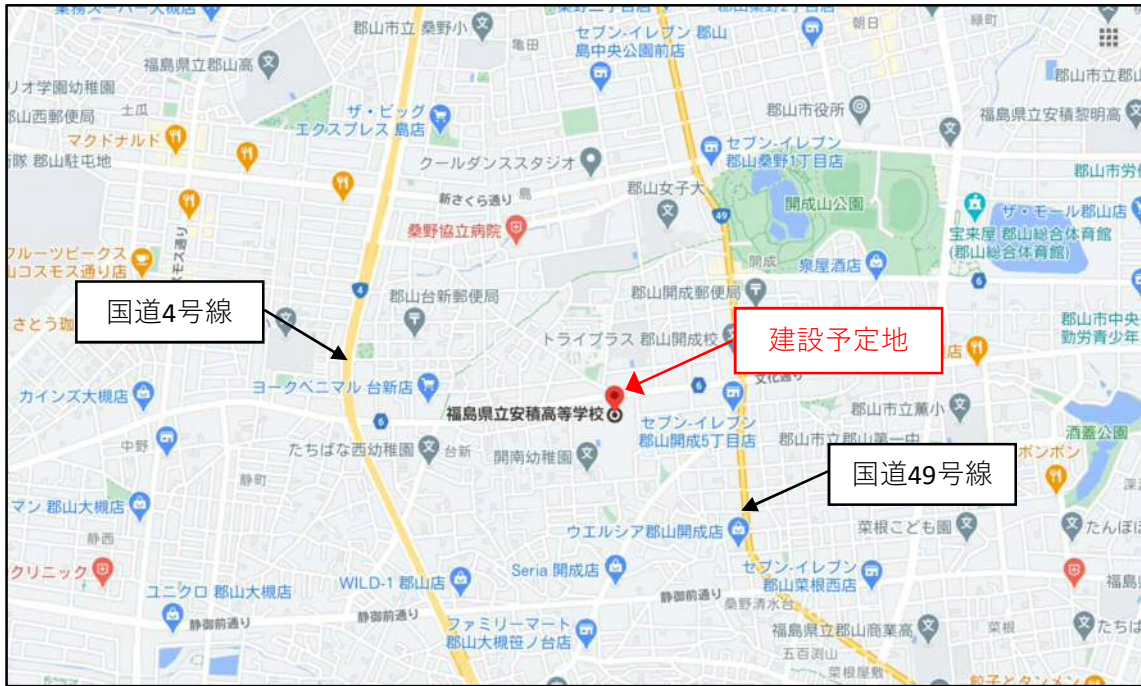 業務スーパー大槻店
郡山市立 桑野小
亀田
セブン-イレブン 郡山
島中央公園前店
朝日
緑町
福島県立郡山高
リオ学園幼稚園
郡山市立郡山
郡山西郵便局
土瓜
ザ・ビッグ
エクスプレス 島店
郡山市役所
福島県立安積黎明高
マクドナルド
隊 郡山駐屯地
クールダンススタジオ
セブン-イレブン
郡山桑野1丁目店
郡山市労
新さくら通り
島
郡山女子大
開成山公園
49
ザ・モール郡山店
桑野協立病院
宝来屋 郡山総合体育館
(郡山総合体育館)
フルーツピークス
山コスモス通り店
スモス通り
開成
泉屋酒店
6
4
国道4号線
郡山台新郵便局
郡山開成郵便局
さとう珈
トライプラス 郡山開成校
建設予定地
店
郡山市中央
勤労青少年
カインズ大槻店
ヨークベニマル 台新店
6
文化通り
福島県立安積高等学校
6
セブン-イレブン
郡山開成5丁目店
郡山市立薫小
酒蓋公園
中野
たちばな西幼稚園
台新
開南幼稚園
郡山市立郡山第一中
ボンボン
静町
国道49号線
マン 郡山大槻店
静西
ウエルシア郡山開成店
菜根こども園
たんぽぽ
クリニック
ユニクロ 郡山大槻店
WILD-1 郡山店
Seria 開成店
セブン-イレブン
郡山菜根西店
福島
静御前通り
桑野清水台
静御前通り
静御前通り
ファミリーマート
郡山大槻笹ノ台店
福島県立郡山商業高
菜根
たちば
五百渕山
菜根屋敷
餃子とタンメン